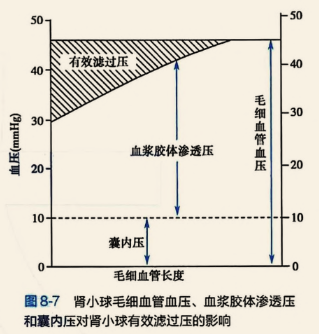 50
50
有效滤过压
40
40
毛细血管血压
血压(mmHg)
30
30
血浆胶体渗透压
20
20
10
10
囊内压
0
0
毛细血管长度
图8-7 肾小球毛细血管血压、血浆胶体渗透压
和囊内压对肾小球有效滤过压的影响